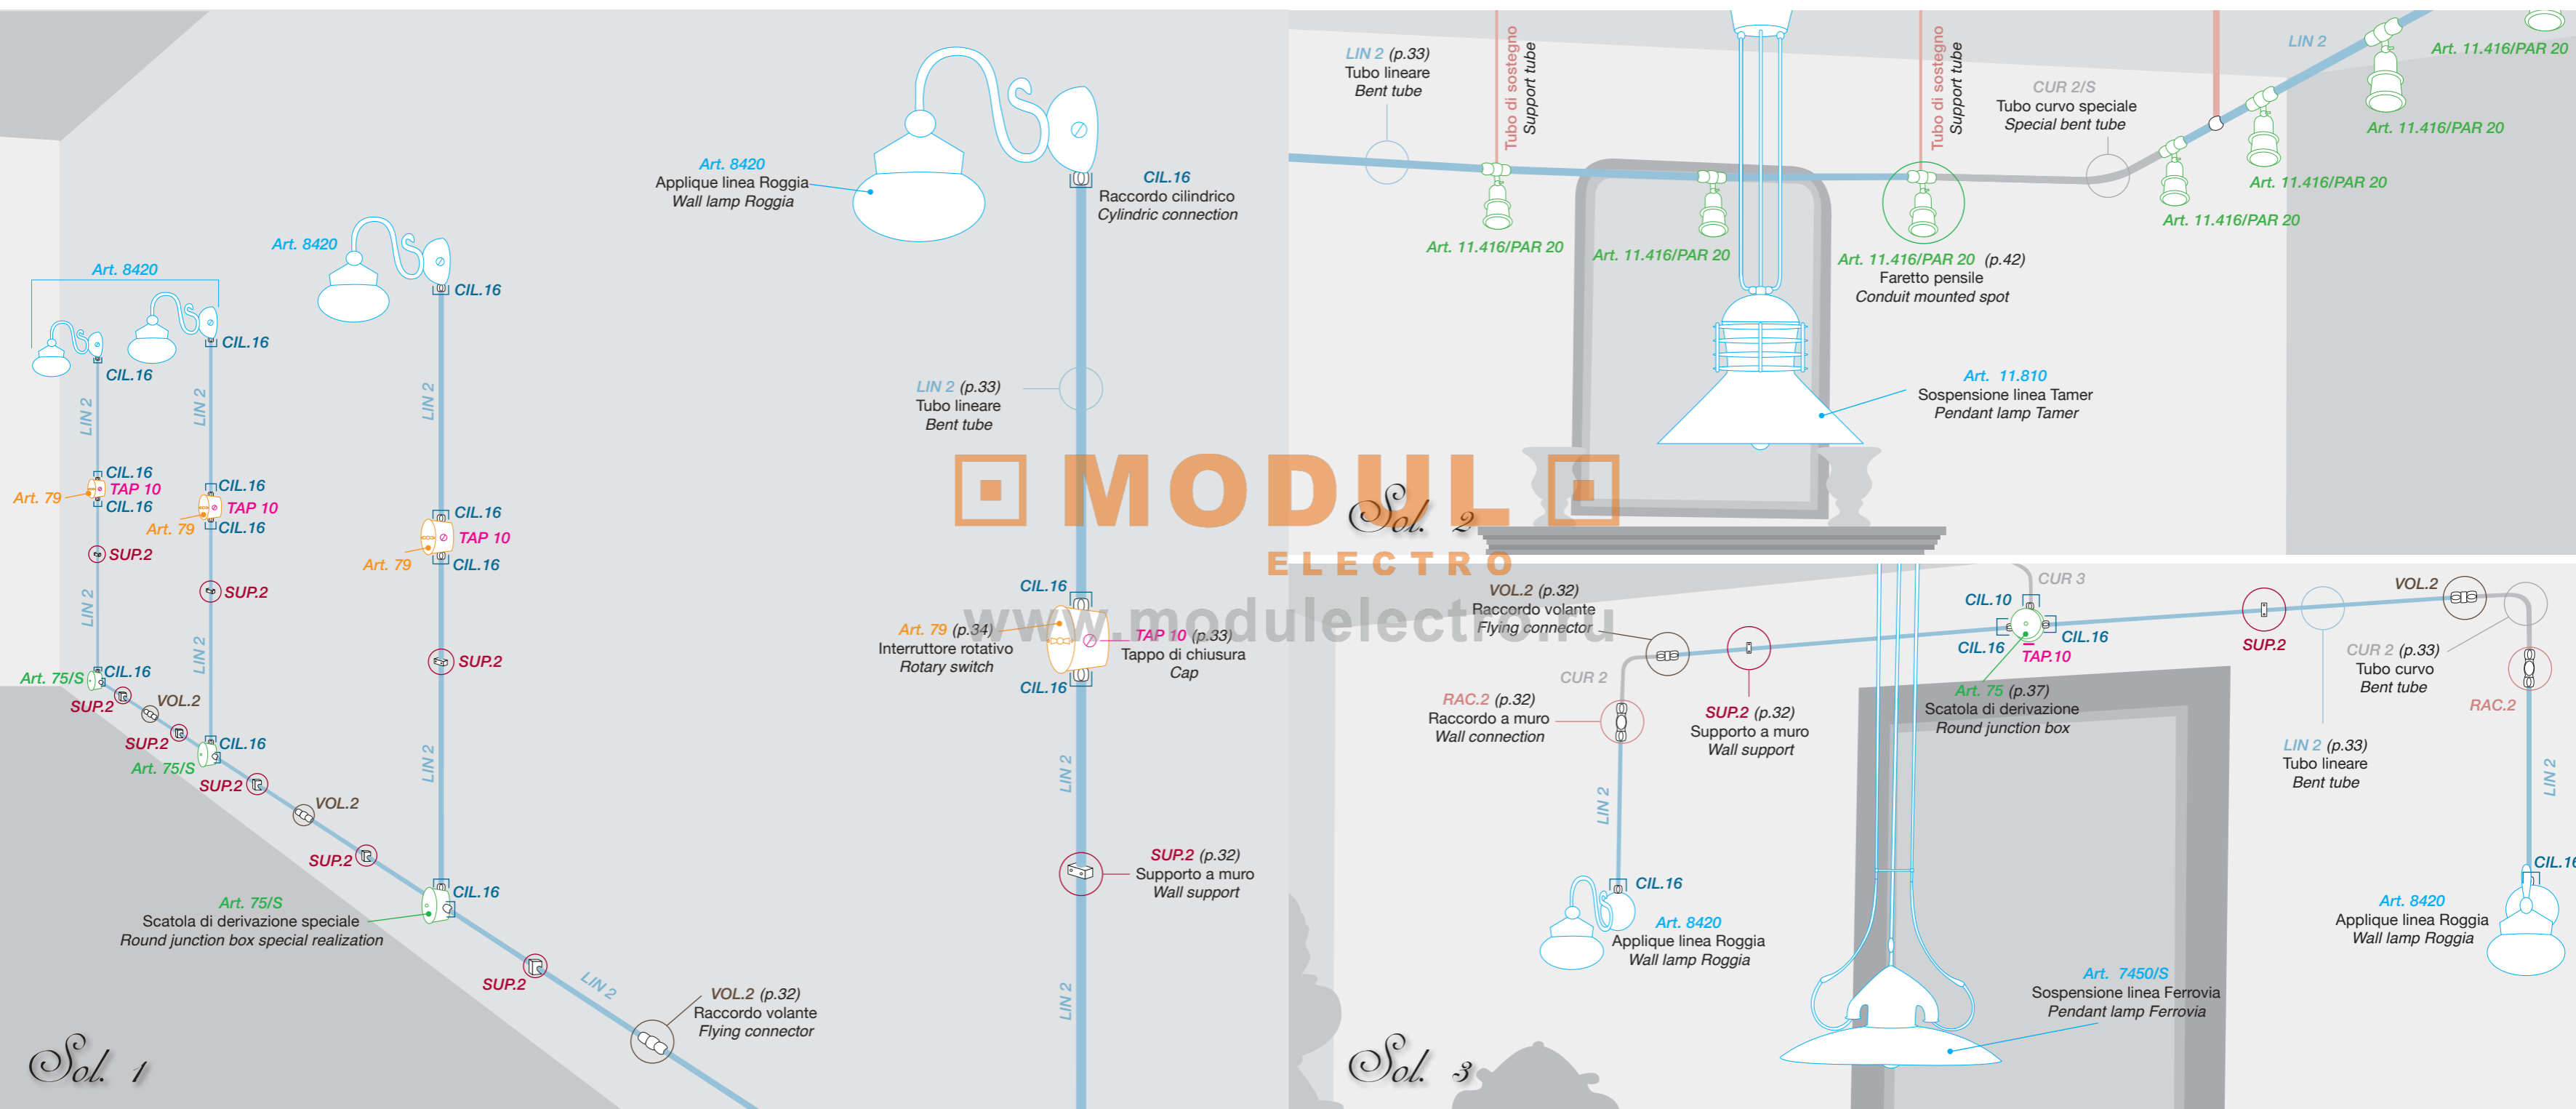 Art. 8420
Applique linea Roggia
Wall lamp Roggia
CIL.16
Raccordo cilindrico
Cylindric connection
Art. 8420
CIL.16
Art. 8420
CIL.16
CIL.16
LIN 2
LIN 2
LIN 2
LIN 2 (p.33)
Tubo lineare
Bent tube
CIL.16
TAP 10
CIL.16
Art. 79
CIL.16
TAP 10
CIL.16
Art. 79
CIL.16
TAP 10
CIL.16
Art. 79
SUP.2
SUP.2
SUP.2
LIN 2
LIN 2
LIN 2
CIL.16
Art. 79 (p.34)
Interruttore rotativo
Rotary switch
TAP 10 (p.33)
Tappo di chiusura
Cap
CIL.16
LIN 2
Art. 75/S
CIL.16
SUP.2
VOL.2
SUP.2
CIL.16
Art. 75/S
SUP.2
VOL.2
SUP.2
CIL.16
Art. 75/S
Scatola di derivazione speciale
Round junction box special realization
SUP.2 (p.32)
Supporto a muro
Wall support
SUP.2
LIN 2
VOL.2 (p.32)
Raccordo volante
Flying connector
LIN 2
Sol. 1
MODUL
ELECTRO
www.modulelectro.ru
LIN 2 (p.33)
Tubo lineare
Bent tube
Tubo di sostegno
Support tube
Tubo di sostegno
Support tube
CUR 2/S
Tubo curvo speciale
Special bent tube
LIN 2
Art. 11.416/PAR 20
Art. 11.416/PAR 20
Art. 11.416/PAR 20
Art. 11.416/PAR 20
Art. 11.416/PAR 20
Art. 11.416/PAR 20
Art. 11.416/PAR 20 (p.42)
Faretto pensile
Conduit mounted spot
Art. 11.810
Sospensione linea Tamer
Pendant lamp Tamer
Sol. 2
VOL.2 (p.32)
Raccordo volante
Flying connector
CUR 3
CIL.10
CIL.16
CIL.16
TAP.10
Art. 75 (p.37)
Scatola di derivazione
Round junction box
SUP.2
VOL.2
CUR 2 (p.33)
Tubo curvo
Bent tube
CUR 2
RAC.2 (p.32)
Raccordo a muro
Wall connection
SUP.2 (p.32)
Supporto a muro
Wall support
RAC.2
LIN 2 (p.33)
Tubo lineare
Bent tube
LIN 2
LIN 2
CIL.16
Art. 8420
Applique linea Roggia
Wall lamp Roggia
CIL.16
Art. 8420
Applique linea Roggia
Wall lamp Roggia
Art. 7450/S
Sospensione linea Ferrovia
Pendant lamp Ferrovia
Sol. 3